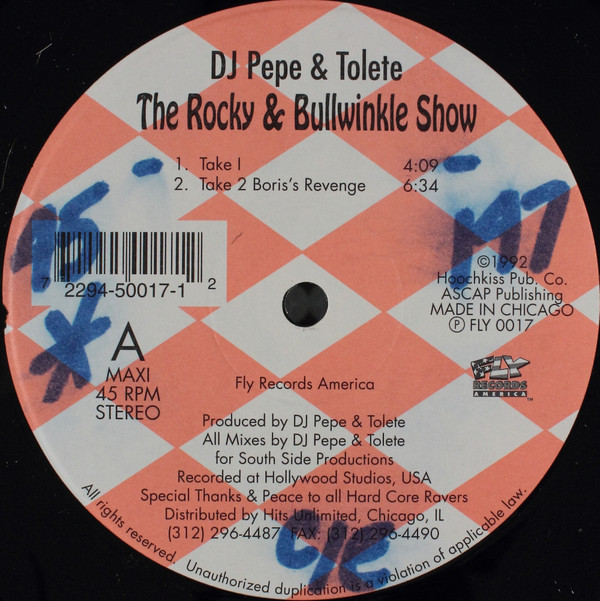 DJ Pepe & Tolete
The Rocky & Bullwinkle Show
1. Take I 4:09
2. Take 2 Boris's Revenge 6:34
7 2294-50017-1 2
©1992
Hoochkiss Pub. Co.
ASCAP Publishing
MADE IN CHICAGO
℗ FLY 0017
A
MAXI
45 RPM
STEREO
FLY
RECORDS
AMERICA™
Fly Records America
Produced by DJ Pepe & Tolete
All Mixes by DJ Pepe & Tolete
for South Side Productions
Recorded at Hollywood Studios, USA
Special Thanks & Peace to all Hard Core Ravers
Distributed by Hits Unlimited, Chicago, IL
(312) 296-4487 FAX: (312) 296-4490
All rights reserved. Unauthorized duplication is a violation of applicable law.